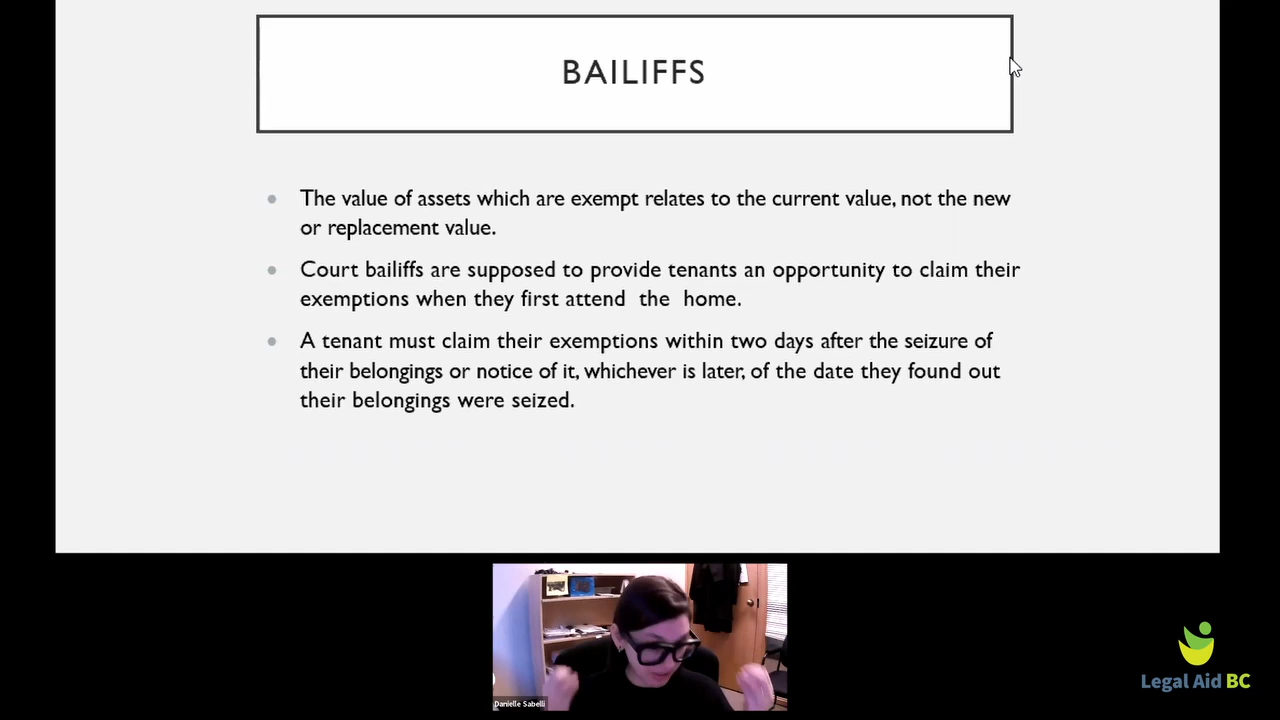 BAILIFFS
The value of assets which are exempt relates to the current value, not the new
or replacement value.
Court bailiffs are supposed to provide tenants an opportunity to claim their
exemptions when they first attend the home.
A tenant must claim their exemptions within two days after the seizure of
their belongings or notice of it, whichever is later, of the date they found out
their belongings were seized.
Danielle Sabelli
Legal Aid BC